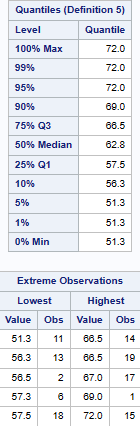 Quantiles (Definition 5)
Level Quantile
100% Max 72.0
99% 72.0
95% 72.0
90% 69.0
75% Q3 66.5
50% Median 62.8
25% Q1 57.5
10% 56.3
5% 51.3
1% 51.3
0% Min 51.3
Extreme Observations
Lowest Highest
Value Obs Value Obs
51.3 11 66.5 14
56.3 13 66.5 19
56.5 2 67.0 17
57.3 6 69.0 1
57.5 18 72.0 15